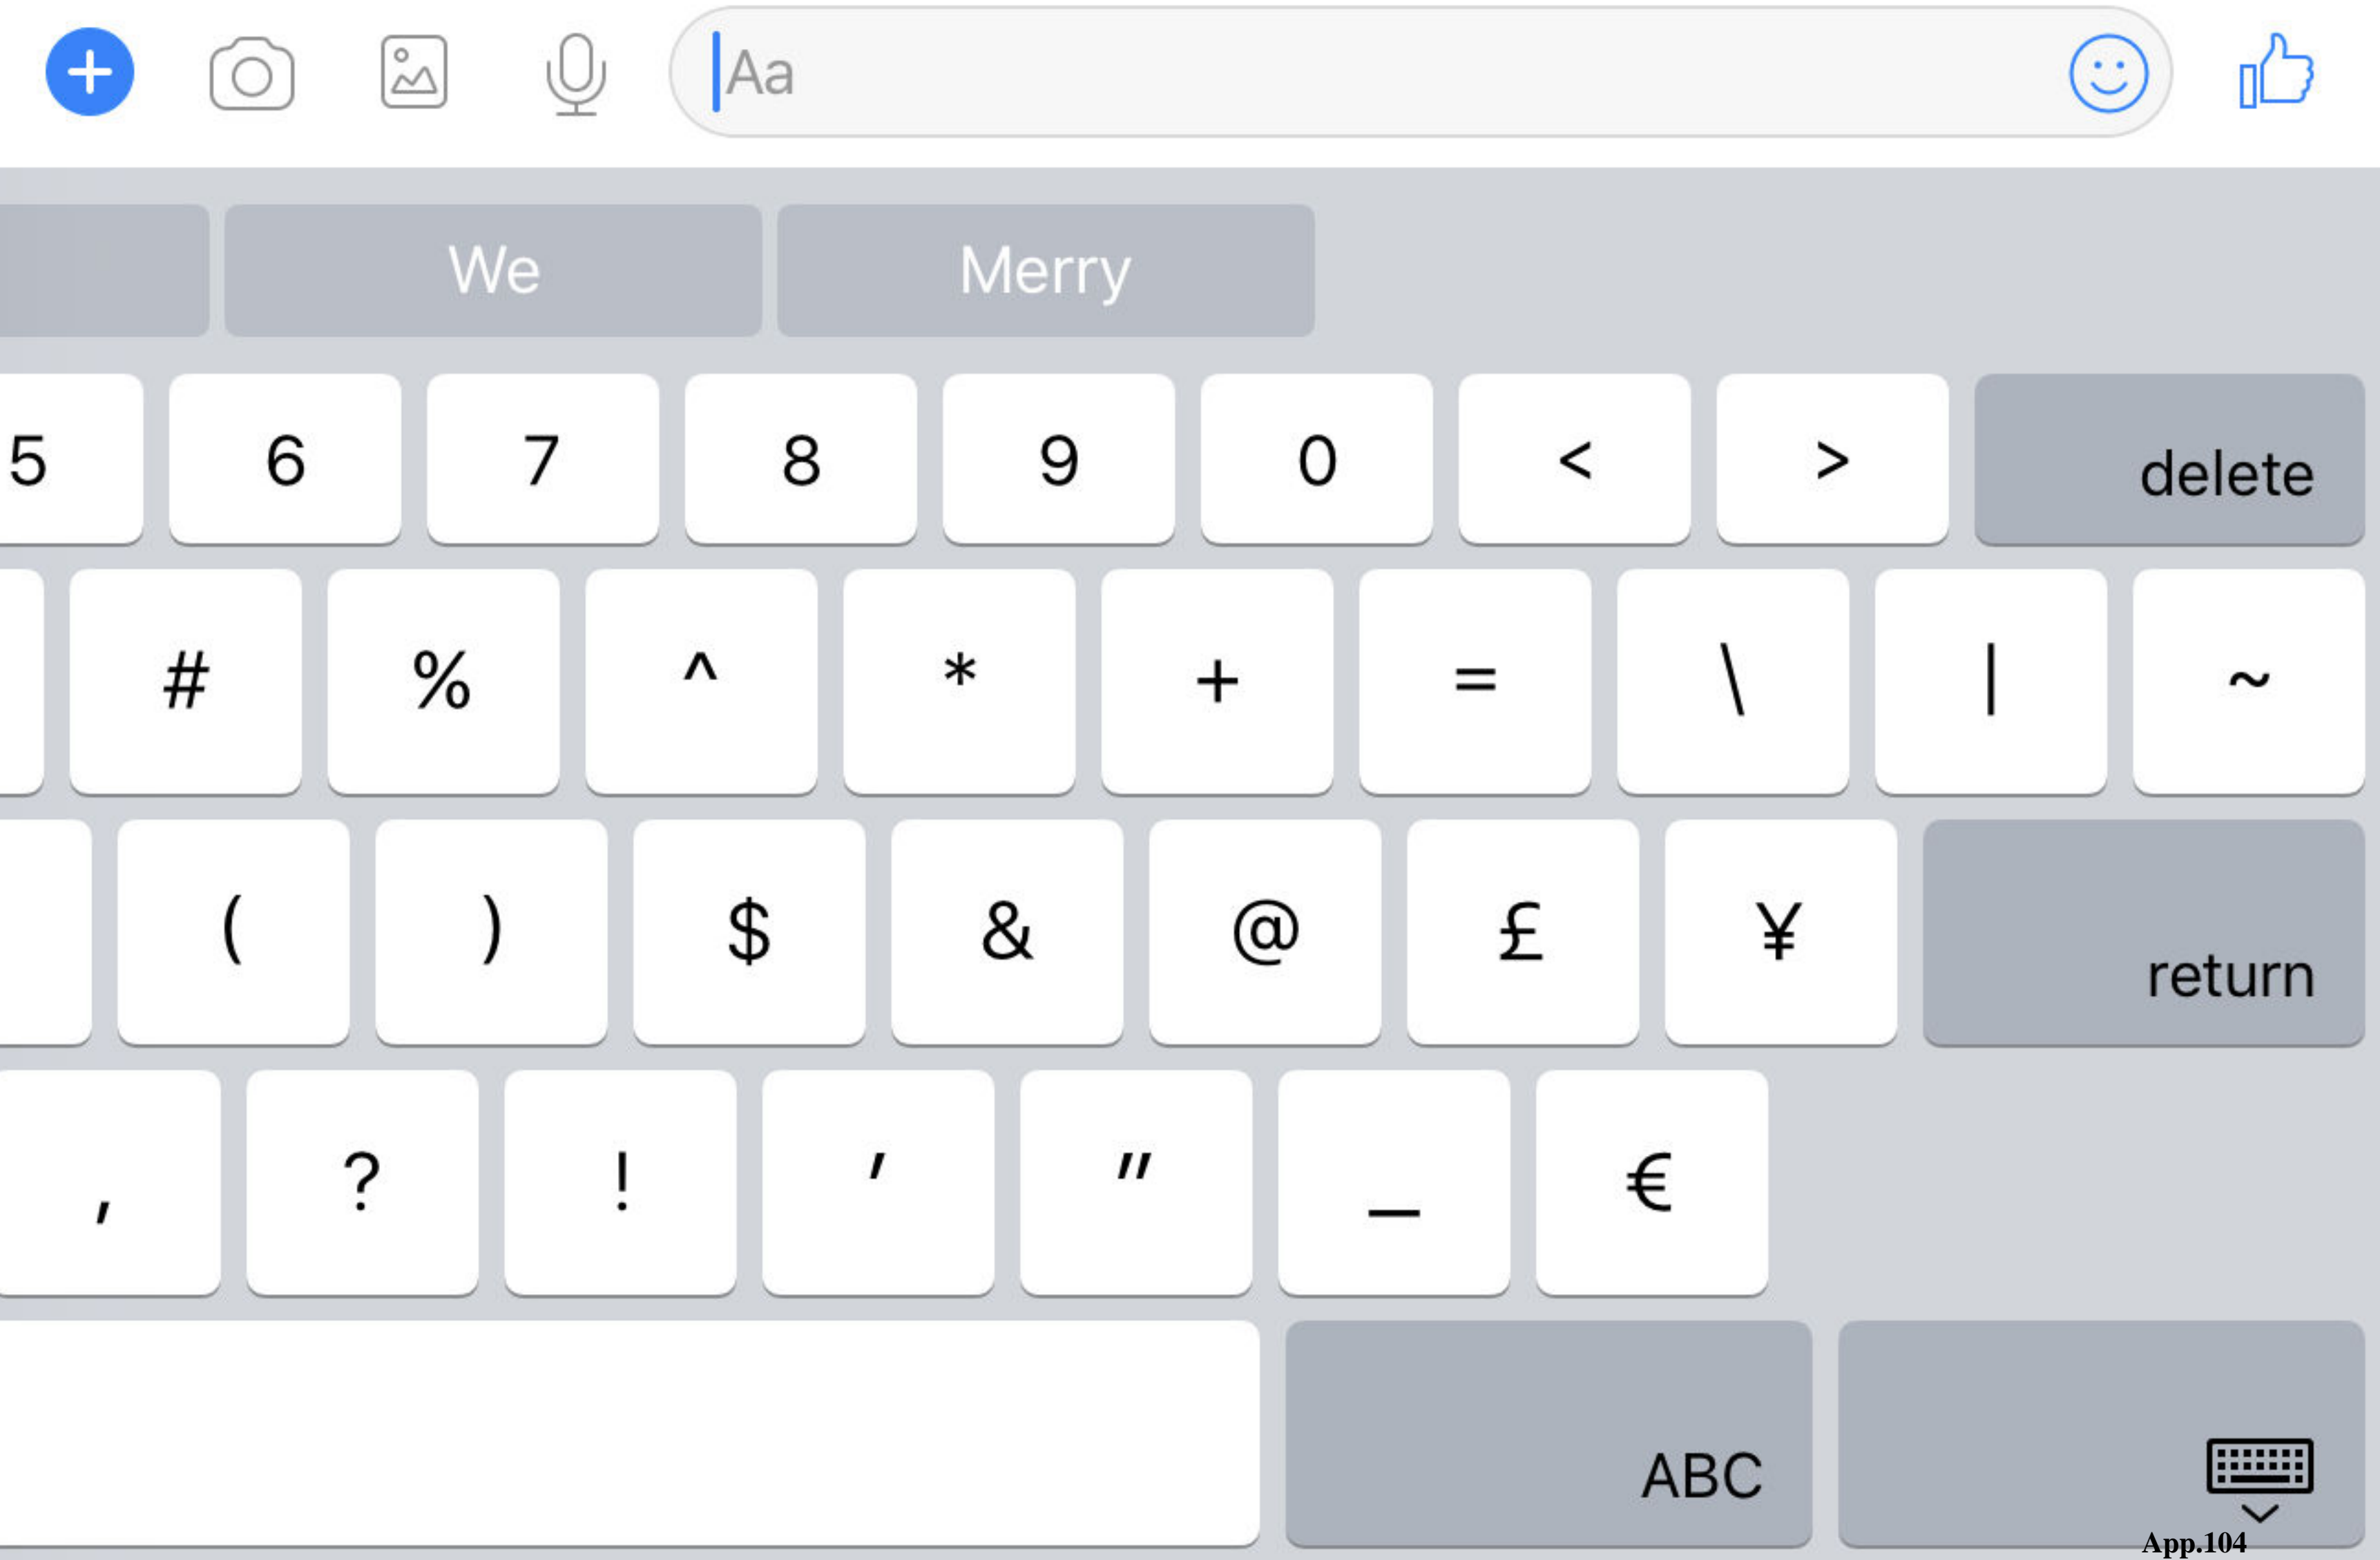 Aa
We Merry
5 6 7 8 9 0 < > delete
# % ^ * + = \ | ~
( ) $ & @ £ ¥ return
, ? ! ' " _ €
ABC
App.104